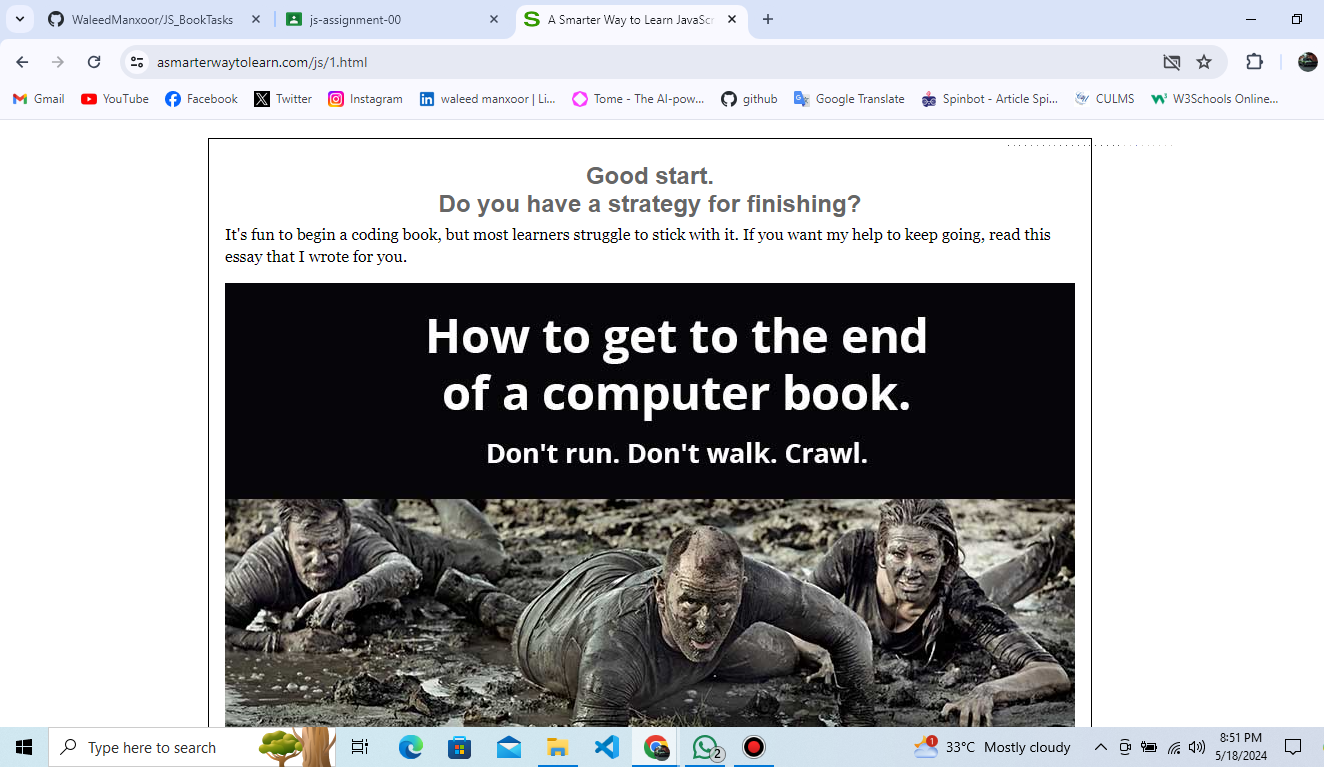 WaleedManxoor/JS_BookTasks
js-assignment-00
A Smarter Way to Learn JavaScr
asmarterwaytolearn.com/js/1.html
Gmail
YouTube
Facebook
Twitter
Instagram
waleed manxoor | Li...
Tome - The AI-pow...
github
Google Translate
Spinbot - Article Spi...
CULMS
W3Schools Online...
Good start.
Do you have a strategy for finishing?
It's fun to begin a coding book, but most learners struggle to stick with it. If you want my help to keep going, read this
essay that I wrote for you.
How to get to the end
of a computer book.
Don't run. Don't walk. Crawl.
Type here to search
2
1
33°C Mostly cloudy
8:51 PM
5/18/2024